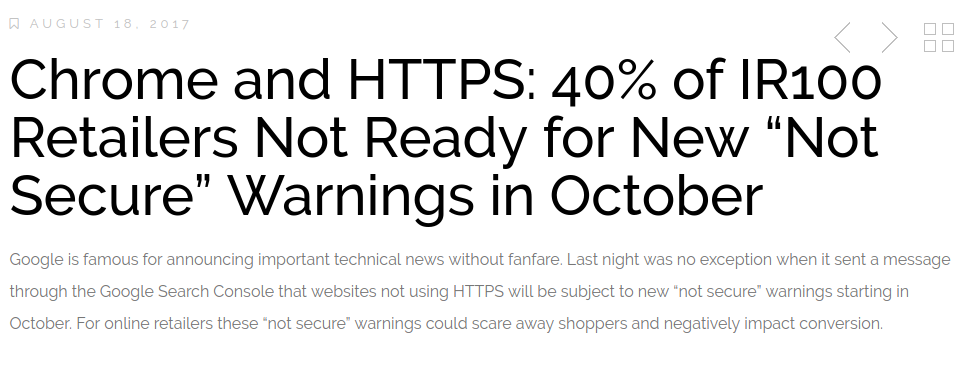 AUGUST 18, 2017
Chrome and HTTPS: 40% of IR100
Retailers Not Ready for New “Not
Secure” Warnings in October
Google is famous for announcing important technical news without fanfare. Last night was no exception when it sent a message
through the Google Search Console that websites not using HTTPS will be subject to new “not secure” warnings starting in
October. For online retailers these “not secure” warnings could scare away shoppers and negatively impact conversion.